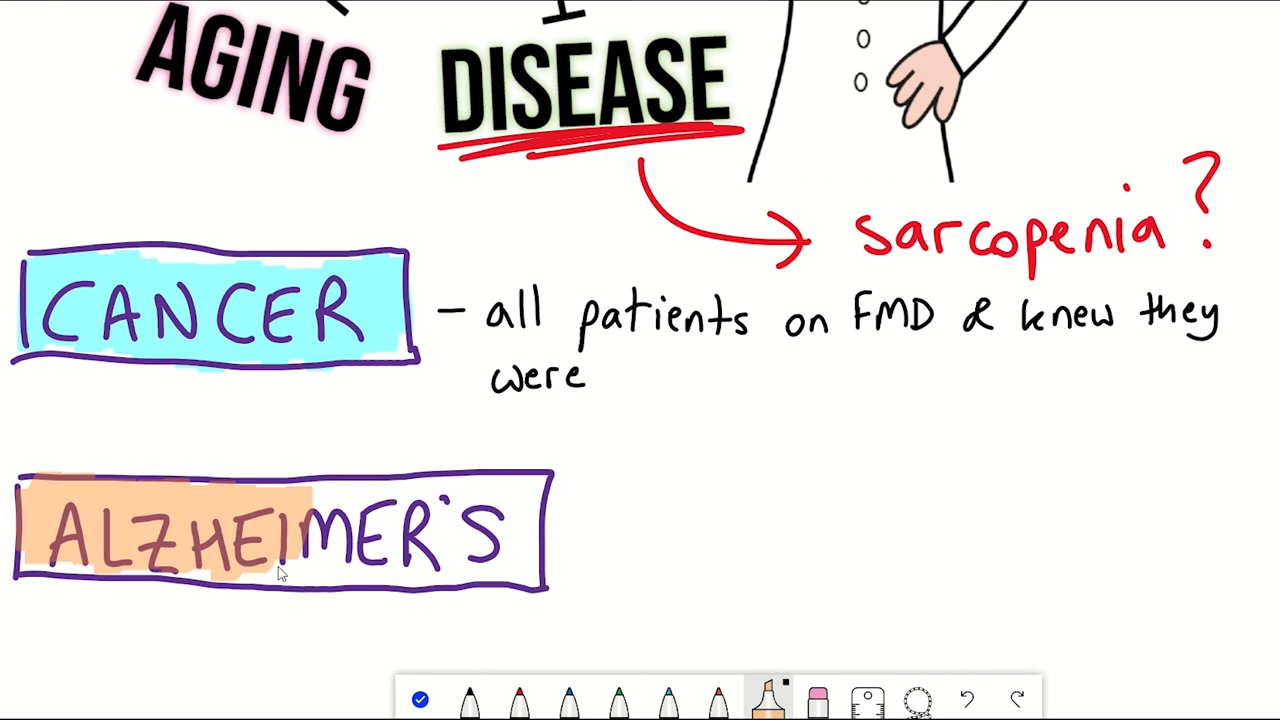 AGING
DISEASE
sarcopenia?
CANCER
- all patients on FMD & knew they
were
ALZHEIMER'S